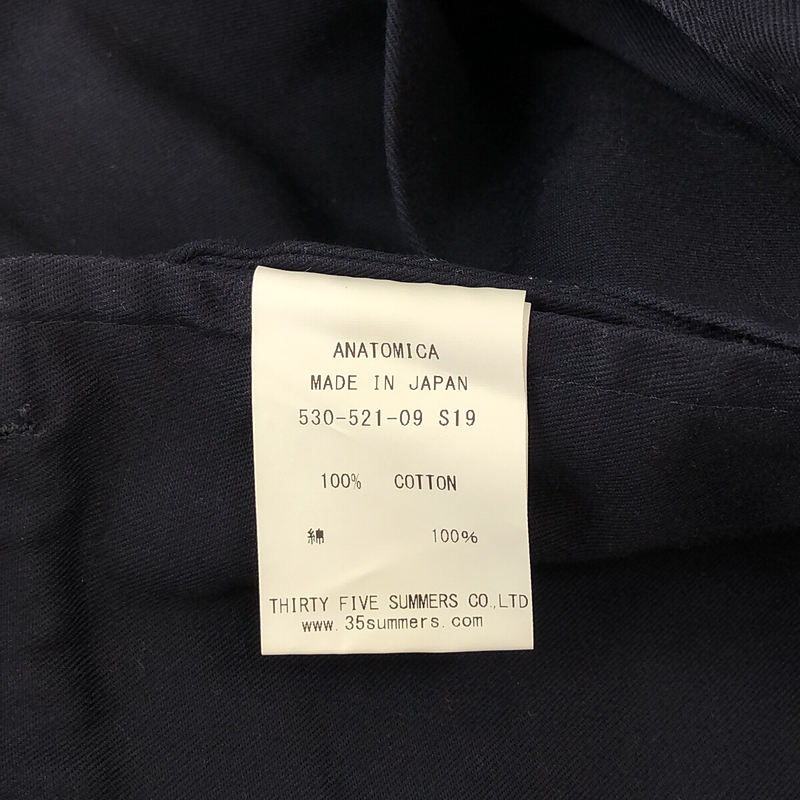 ANATOMICA
MADE IN JAPAN
530-521-09 S19
100% COTTON
綿 100%
THIRTY FIVE SUMMERS CO.,LTD
www.35summers.com